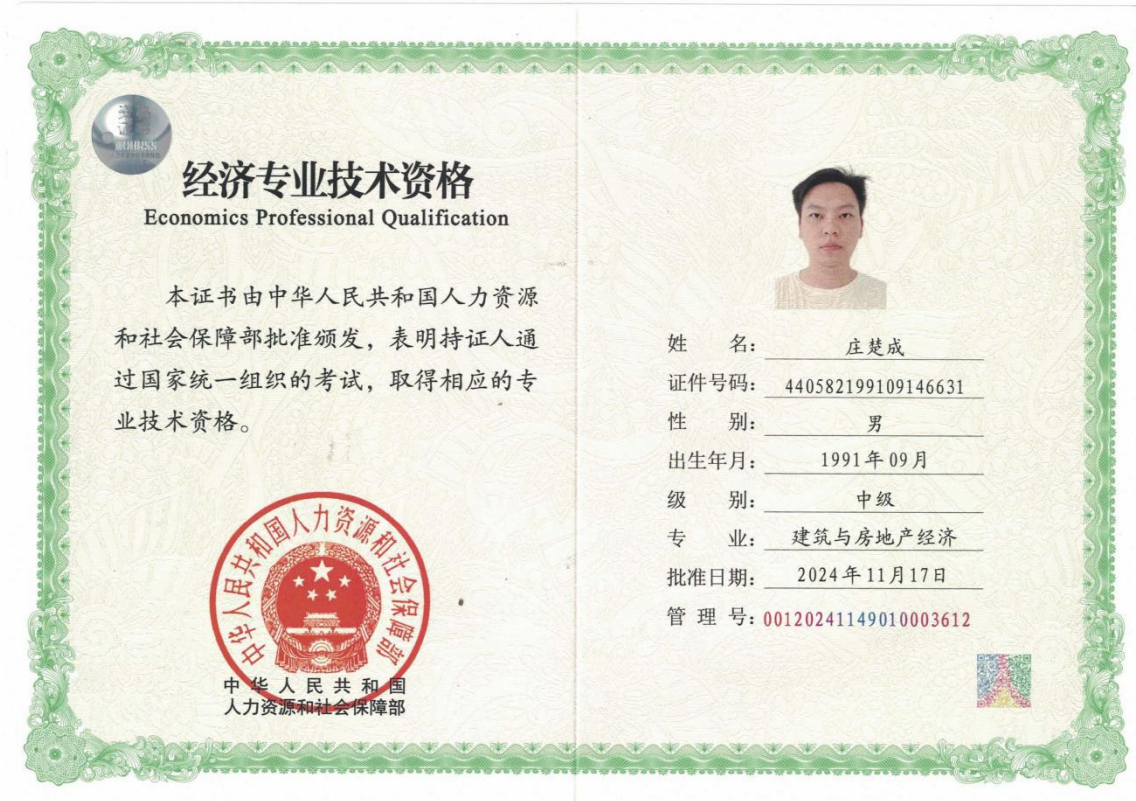 经济专业技术资格
Economics Professional Qualification
本证书由中华人民共和国人力资源
和社会保障部批准颁发，表明持证人通
过国家统一组织的考试，取得相应的专
业技术资格。
中华人民共和国人力资源和社会保障部
中华人民共和国
人力资源和社会保障部
姓 名：庄楚成
证件号码：440582199109146631
性 别：男
出生年月：1991年09月
级 别：中级
专 业：建筑与房地产经济
批准日期：2024年11月17日
管 理 号：00120241149010003612